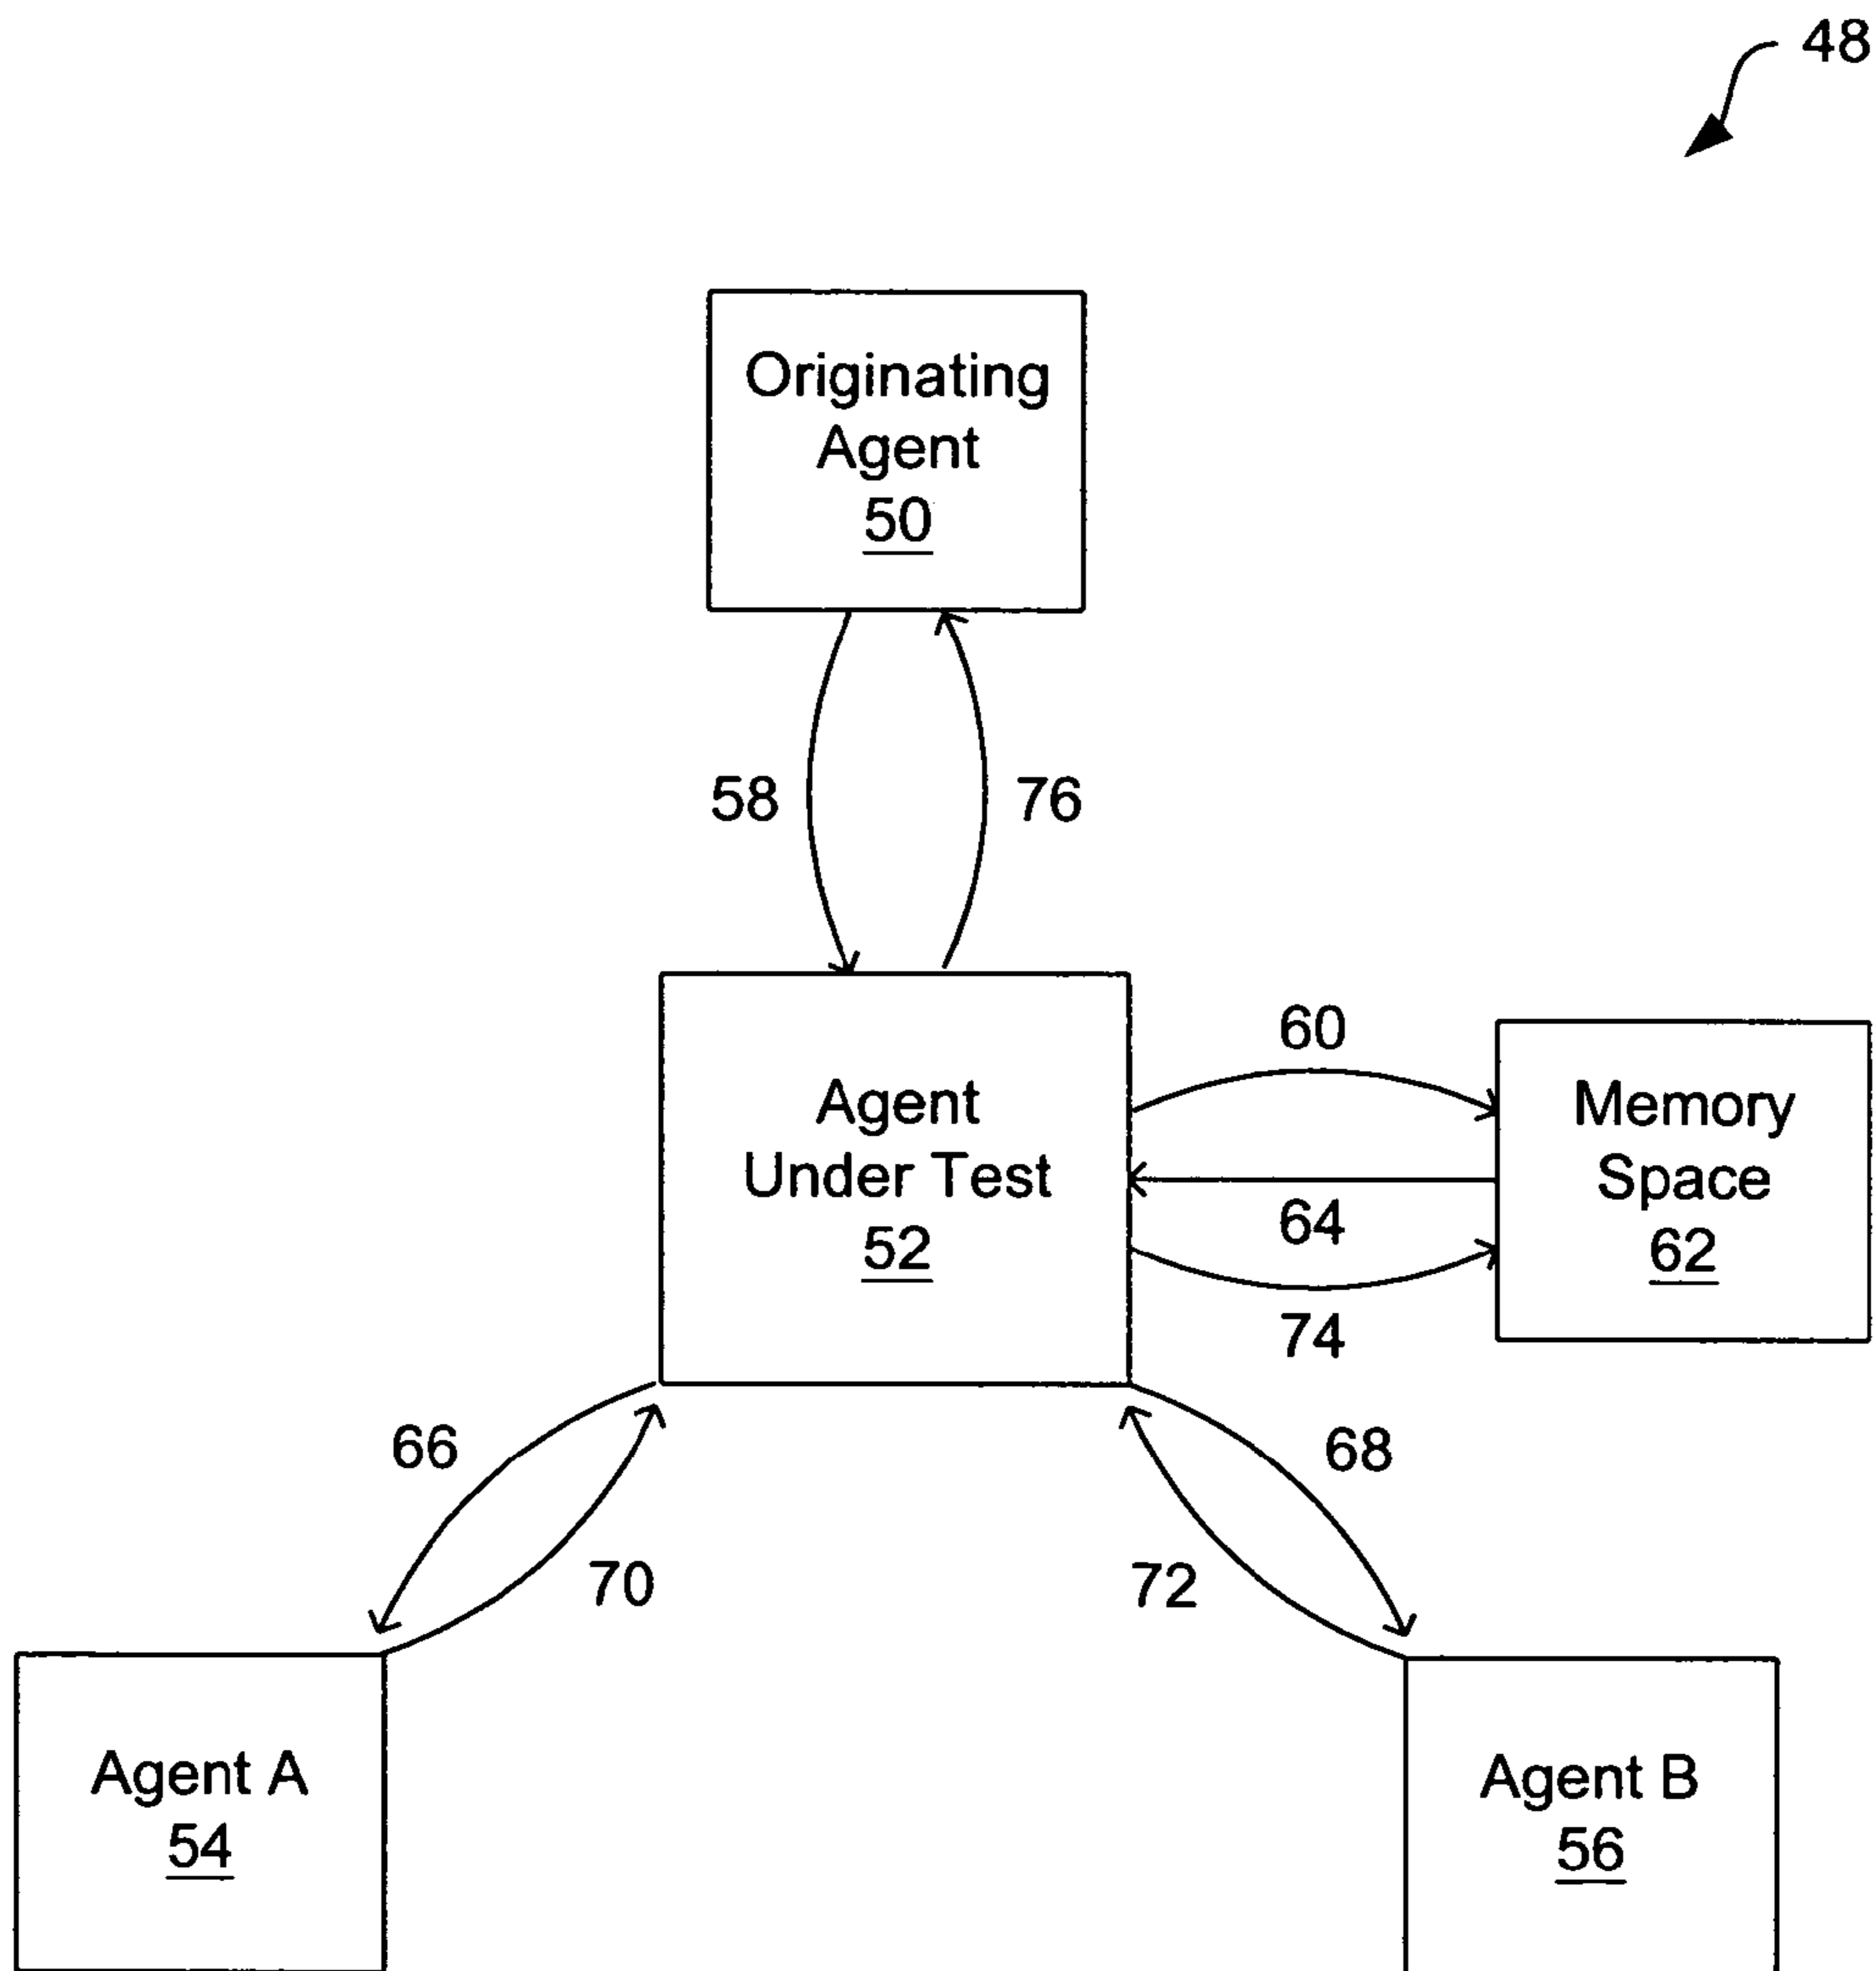 48
Originating
Agent
50
58
76
Agent
Under Test
52
60
64
74
Memory
Space
62
66
70
68
72
Agent A
54
Agent B
56